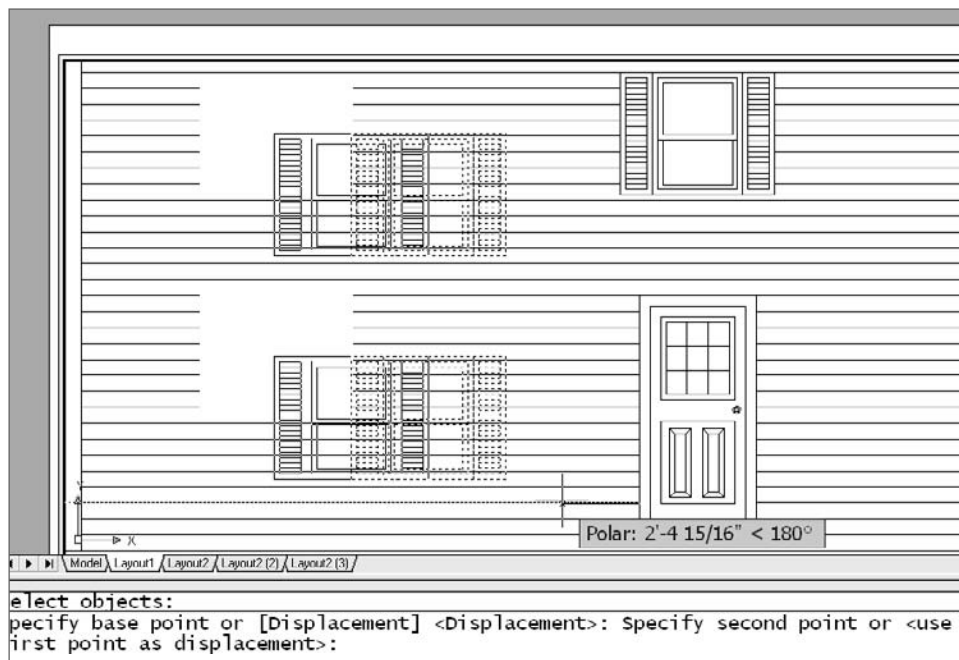 Y
X
Polar: 2'-4 15/16" < 180°
Model Layout1 Layout2 Layout2 (2) Layout2 (3)
elect objects:
pecify base point or [Displacement] <Displacement>: Specify second point or <use
irst point as displacement>: